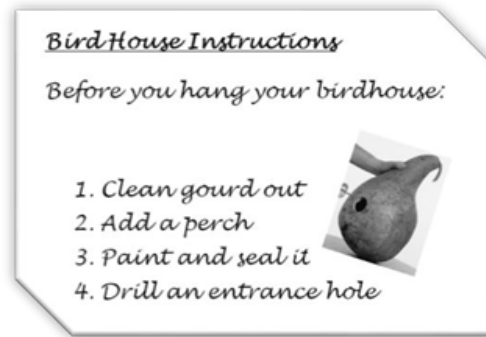 Bird House Instructions
Before you hang your birdhouse:
1. Clean gourd out
2. Add a perch
3. Paint and seal it
4. Drill an entrance hole